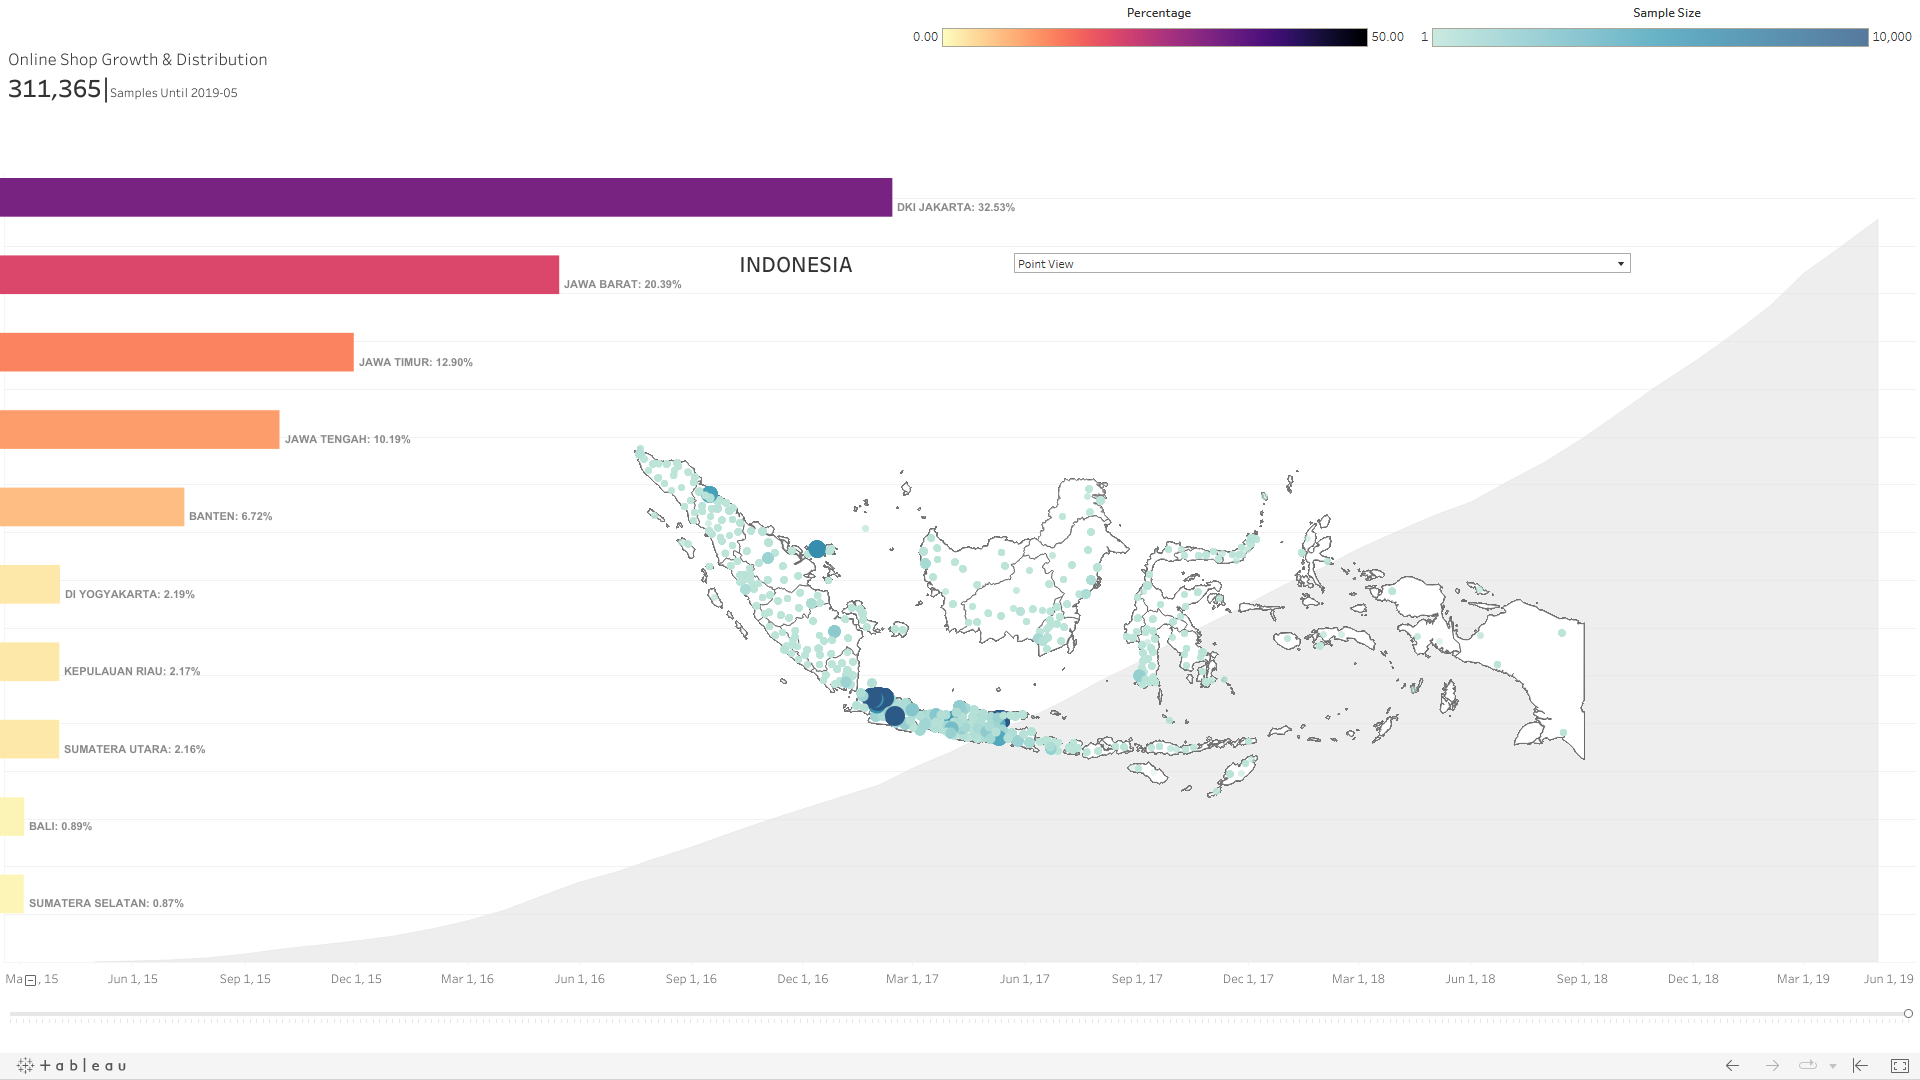 Percentage
Sample Size
0.00
50.00
1
10,000
Online Shop Growth & Distribution
311,365
Samples Until 2019-05
DKI JAKARTA: 32.53%
INDONESIA
Point View
JAWA BARAT: 20.39%
JAWA TIMUR: 12.90%
JAWA TENGAH: 10.19%
BANTEN: 6.72%
DI YOGYAKARTA: 2.19%
KEPULAUAN RIAU: 2.17%
SUMATERA UTARA: 2.16%
BALI: 0.89%
SUMATERA SELATAN: 0.87%
Ma , 15
Jun 1, 15
Sep 1, 15
Dec 1, 15
Mar 1, 16
Jun 1, 16
Sep 1, 16
Dec 1, 16
Mar 1, 17
Jun 1, 17
Sep 1, 17
Dec 1, 17
Mar 1, 18
Jun 1, 18
Sep 1, 18
Dec 1, 18
Mar 1, 19
Jun 1, 19
+ableau